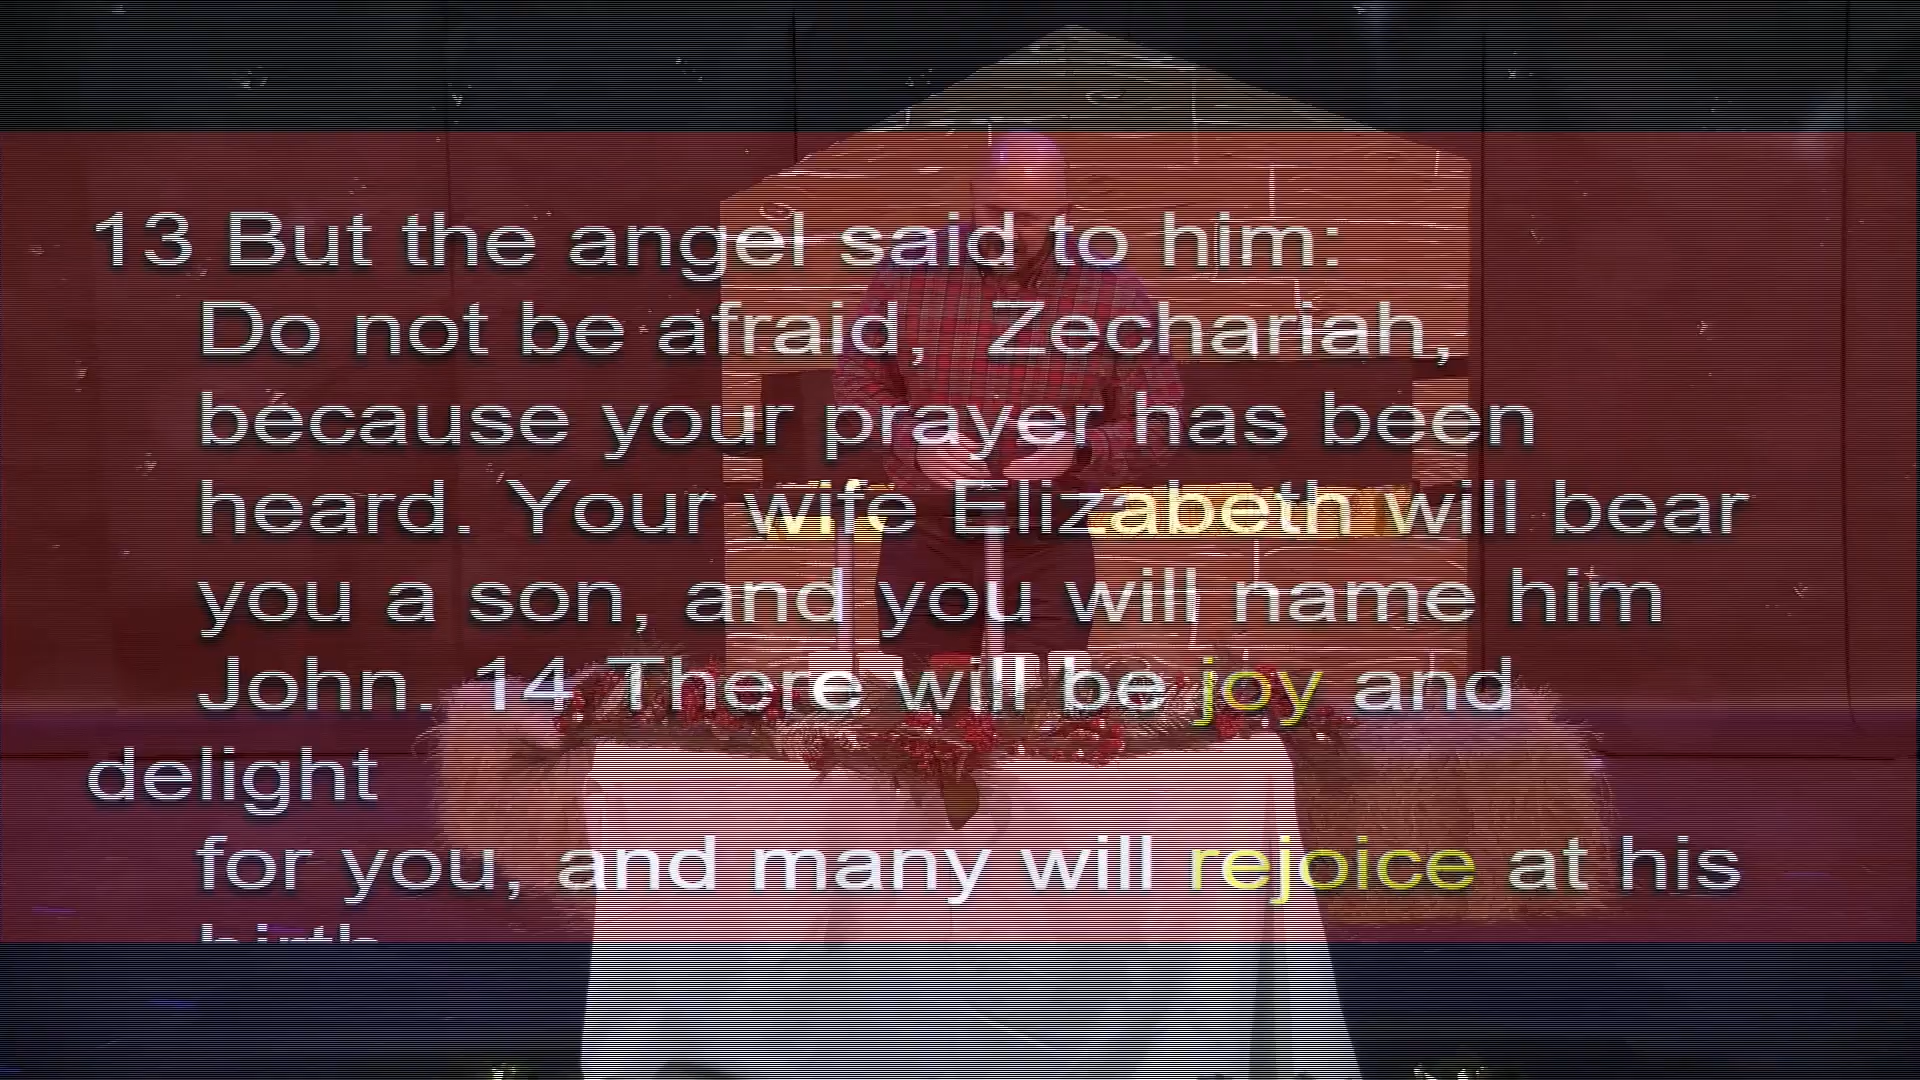 13 But the angel said to him:
Do not be afraid, Zechariah,
because your prayer has been
heard. Your wife Elizabeth will bear
you a son, and you will name him
John. 14 There will be joy and
delight
for you, and many will rejoice at his
birth